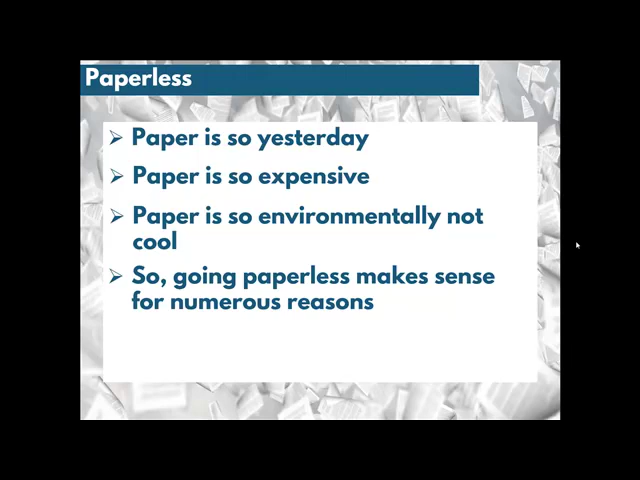 Paperless
➢ Paper is so yesterday
➢ Paper is so expensive
➢ Paper is so environmentally not
cool
➢ So, going paperless makes sense
for numerous reasons